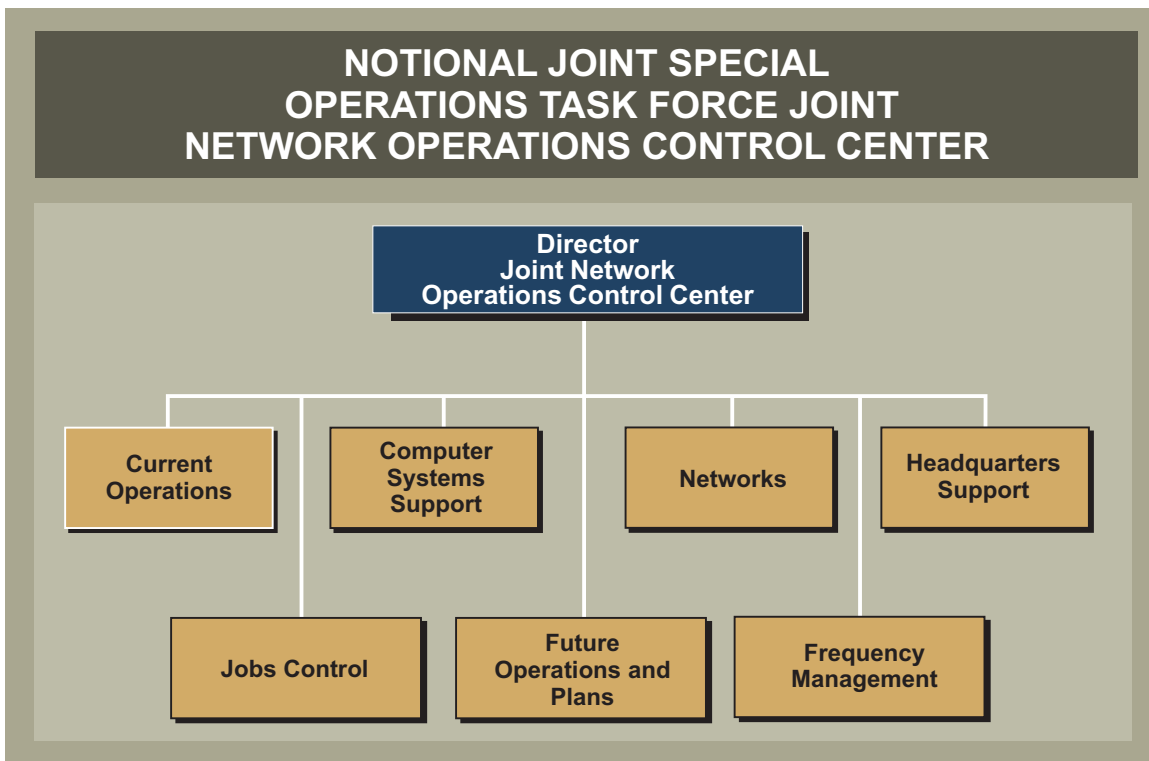 NOTIONAL JOINT SPECIAL
OPERATIONS TASK FORCE JOINT
NETWORK OPERATIONS CONTROL CENTER
Director
Joint Network
Operations Control Center
Current
Operations
Computer
Systems
Support
Networks
Headquarters
Support
Jobs Control
Future
Operations and
Plans
Frequency
Management